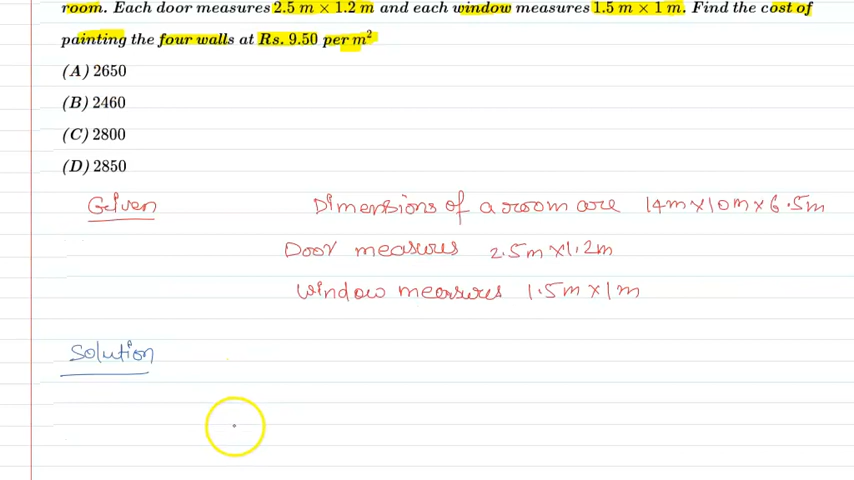 room. Each door measures 2.5 m × 1.2 m and each window measures 1.5 m × 1 m. Find the cost of
painting the four walls at Rs. 9.50 per m²
(A) 2650
(B) 2460
(C) 2800
(D) 2850
Given Dimensions of a room are 14m×10m×6.5m
Door measures 2.5m×1.2m
Window measures 1.5m×1m
Solution